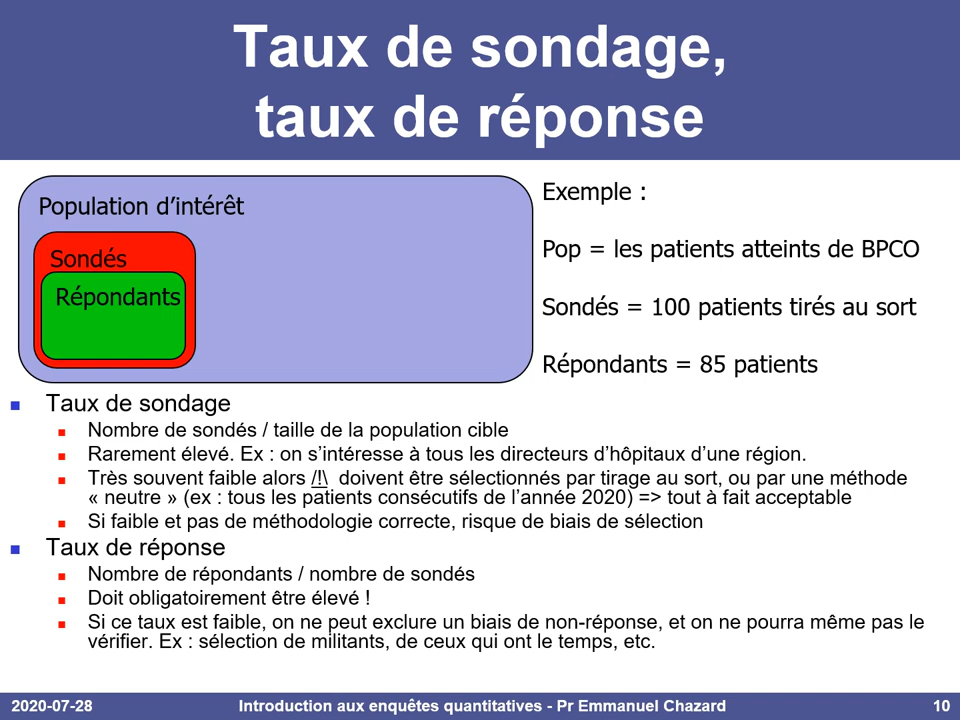 Taux de sondage,
taux de réponse
Population d'intérêt
Sondés
Répondants
Exemple :
Pop = les patients atteints de BPCO
Sondés = 100 patients tirés au sort
Répondants = 85 patients
Taux de sondage
Nombre de sondés / taille de la population cible
Rarement élevé. Ex : on s'intéresse à tous les directeurs d'hôpitaux d'une région.
Très souvent faible alors /!\ doivent être sélectionnés par tirage au sort, ou par une méthode
« neutre » (ex : tous les patients consécutifs de l'année 2020) => tout à fait acceptable
Si faible et pas de méthodologie correcte, risque de biais de sélection
Taux de réponse
Nombre de répondants / nombre de sondés
Doit obligatoirement être élevé !
Si ce taux est faible, on ne peut exclure un biais de non-réponse, et on ne pourra même pas le
vérifier. Ex : sélection de militants, de ceux qui ont le temps, etc.
2020-07-28
Introduction aux enquêtes quantitatives - Pr Emmanuel Chazard
10